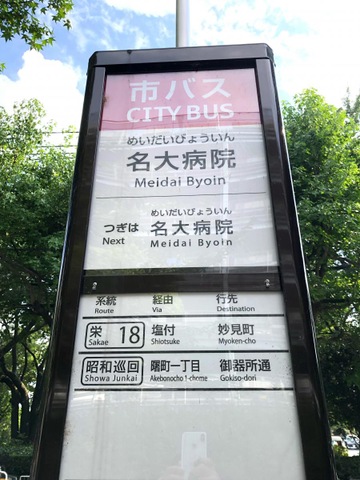 市バス
CITY BUS
めいだいびょういん
名大病院
Meidai Byoin
めいだいびょういん
つぎは 名大病院
Next Meidai Byoin
系統 経由 行先
Route Via Destination
栄 18 塩付 妙見町
Sakae Shiotsuke Myoken-cho
昭和巡回 曙町一丁目 御器所通
Showa Junkai Akebonocho 1-chome Gokiso-dori